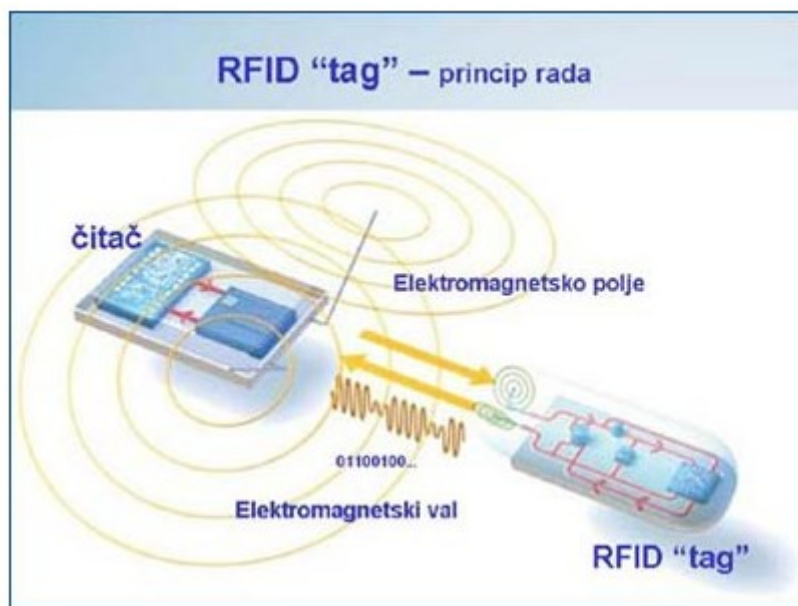 RFID “tag” – princip rada
čitač
Elektromagnetsko polje
01100100...
Elektromagnetski val
RFID “tag”